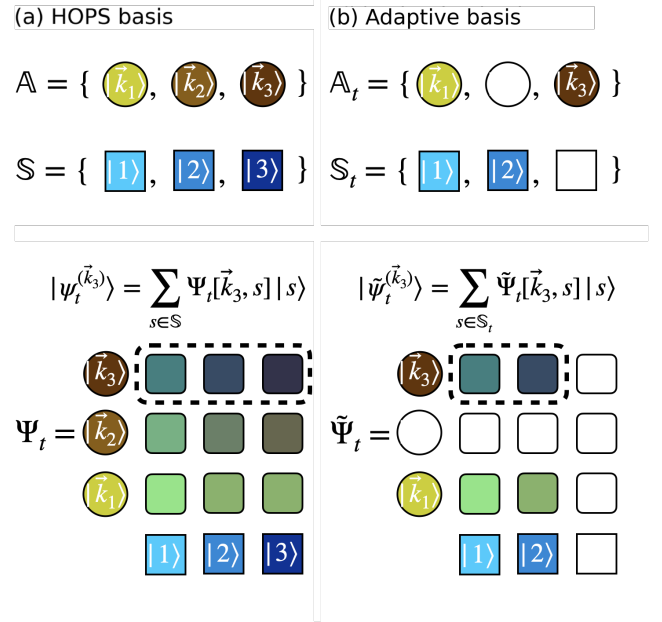 (a) HOPS basis
𝔸 = { |k⃗₁⟩, |k⃗₂⟩, |k⃗₃⟩ }
𝕊 = { |1⟩, |2⟩, |3⟩ }
|ψₜ^(k⃗₃)⟩ = ∑_{s∈𝕊} Ψₜ[k⃗₃, s] | s⟩
|k⃗₃⟩
Ψₜ = |k⃗₂⟩
|k⃗₁⟩
|1⟩ |2⟩ |3⟩
(b) Adaptive basis
𝔸ₜ = { |k⃗₁⟩, , |k⃗₃⟩ }
𝕊ₜ = { |1⟩, |2⟩, }
|ψ̃ₜ^(k⃗₃)⟩ = ∑_{s∈𝕊ₜ} Ψ̃ₜ[k⃗₃, s] | s⟩
|k⃗₃⟩
Ψ̃ₜ =
|k⃗₁⟩
|1⟩ |2⟩